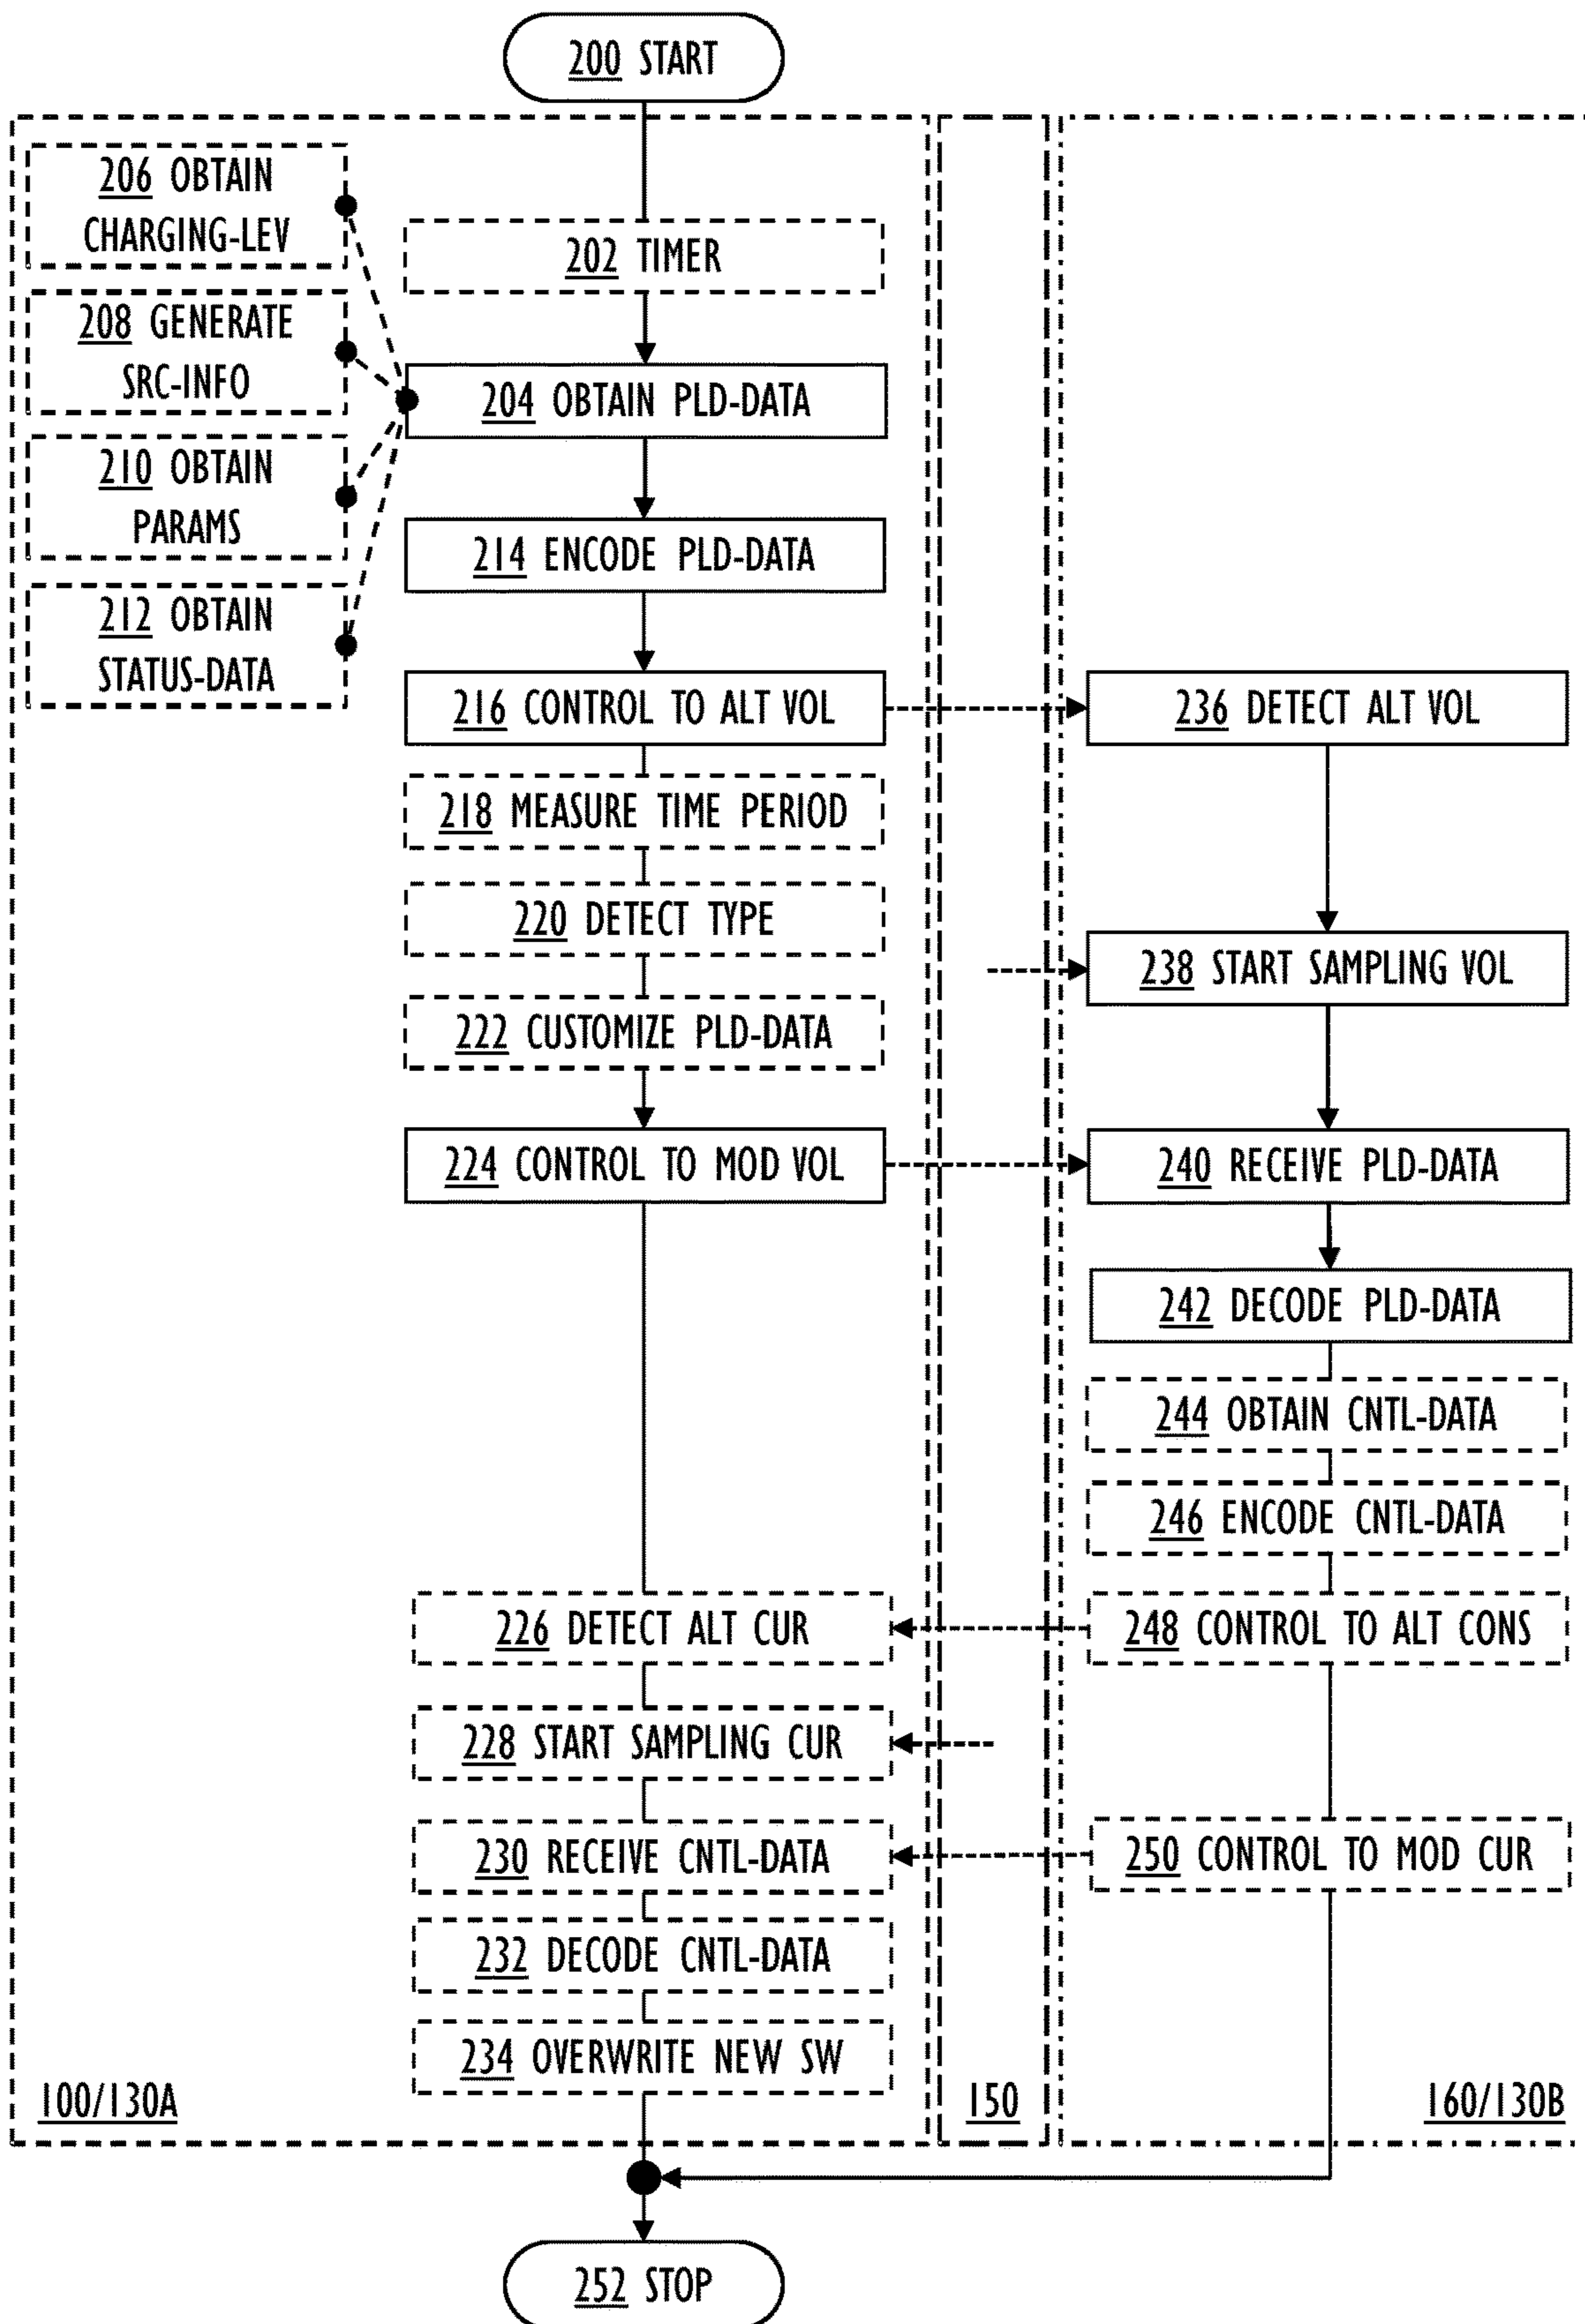 200 START
206 OBTAIN
CHARGING-LEV
202 TIMER
208 GENERATE
SRC-INFO
204 OBTAIN PLD-DATA
210 OBTAIN
PARAMS
214 ENCODE PLD-DATA
212 OBTAIN
STATUS-DATA
216 CONTROL TO ALT VOL
236 DETECT ALT VOL
218 MEASURE TIME PERIOD
220 DETECT TYPE
238 START SAMPLING VOL
222 CUSTOMIZE PLD-DATA
224 CONTROL TO MOD VOL
240 RECEIVE PLD-DATA
242 DECODE PLD-DATA
244 OBTAIN CNTL-DATA
246 ENCODE CNTL-DATA
226 DETECT ALT CUR
248 CONTROL TO ALT CONS
228 START SAMPLING CUR
230 RECEIVE CNTL-DATA
250 CONTROL TO MOD CUR
232 DECODE CNTL-DATA
234 OVERWRITE NEW SW
100/130A
150
160/130B
252 STOP